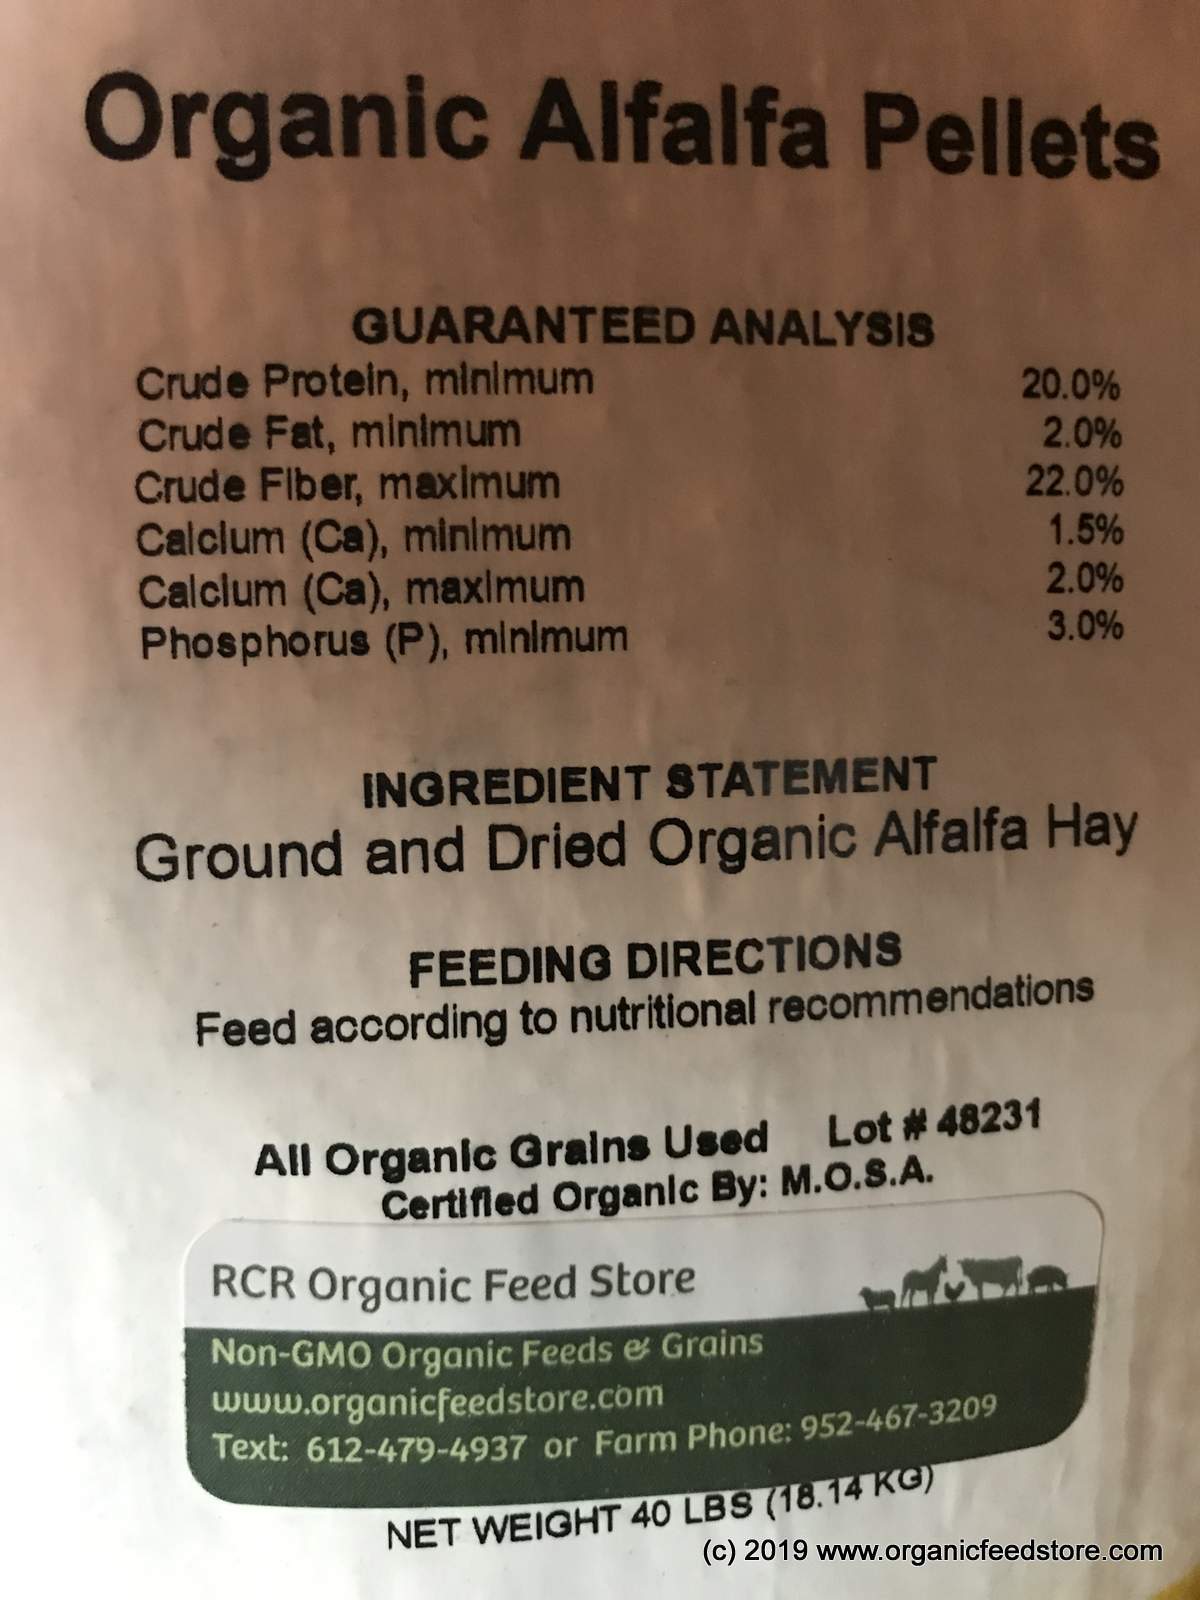 Organic Alfalfa Pellets
GUARANTEED ANALYSIS
Crude Protein, minimum 20.0%
Crude Fat, minimum 2.0%
Crude Fiber, maximum 22.0%
Calcium (Ca), minimum 1.5%
Calcium (Ca), maximum 2.0%
Phosphorus (P), minimum 3.0%
INGREDIENT STATEMENT
Ground and Dried Organic Alfalfa Hay
FEEDING DIRECTIONS
Feed according to nutritional recommendations
All Organic Grains Used Lot # 48231
Certified Organic By: M.O.S.A.
RCR Organic Feed Store
Non-GMO Organic Feeds & Grains
www.organicfeedstore.com
Text: 612-479-4937 or Farm Phone: 952-467-3209
NET WEIGHT 40 LBS (18.14 KG)
(c) 2019 www.organicfeedstore.com